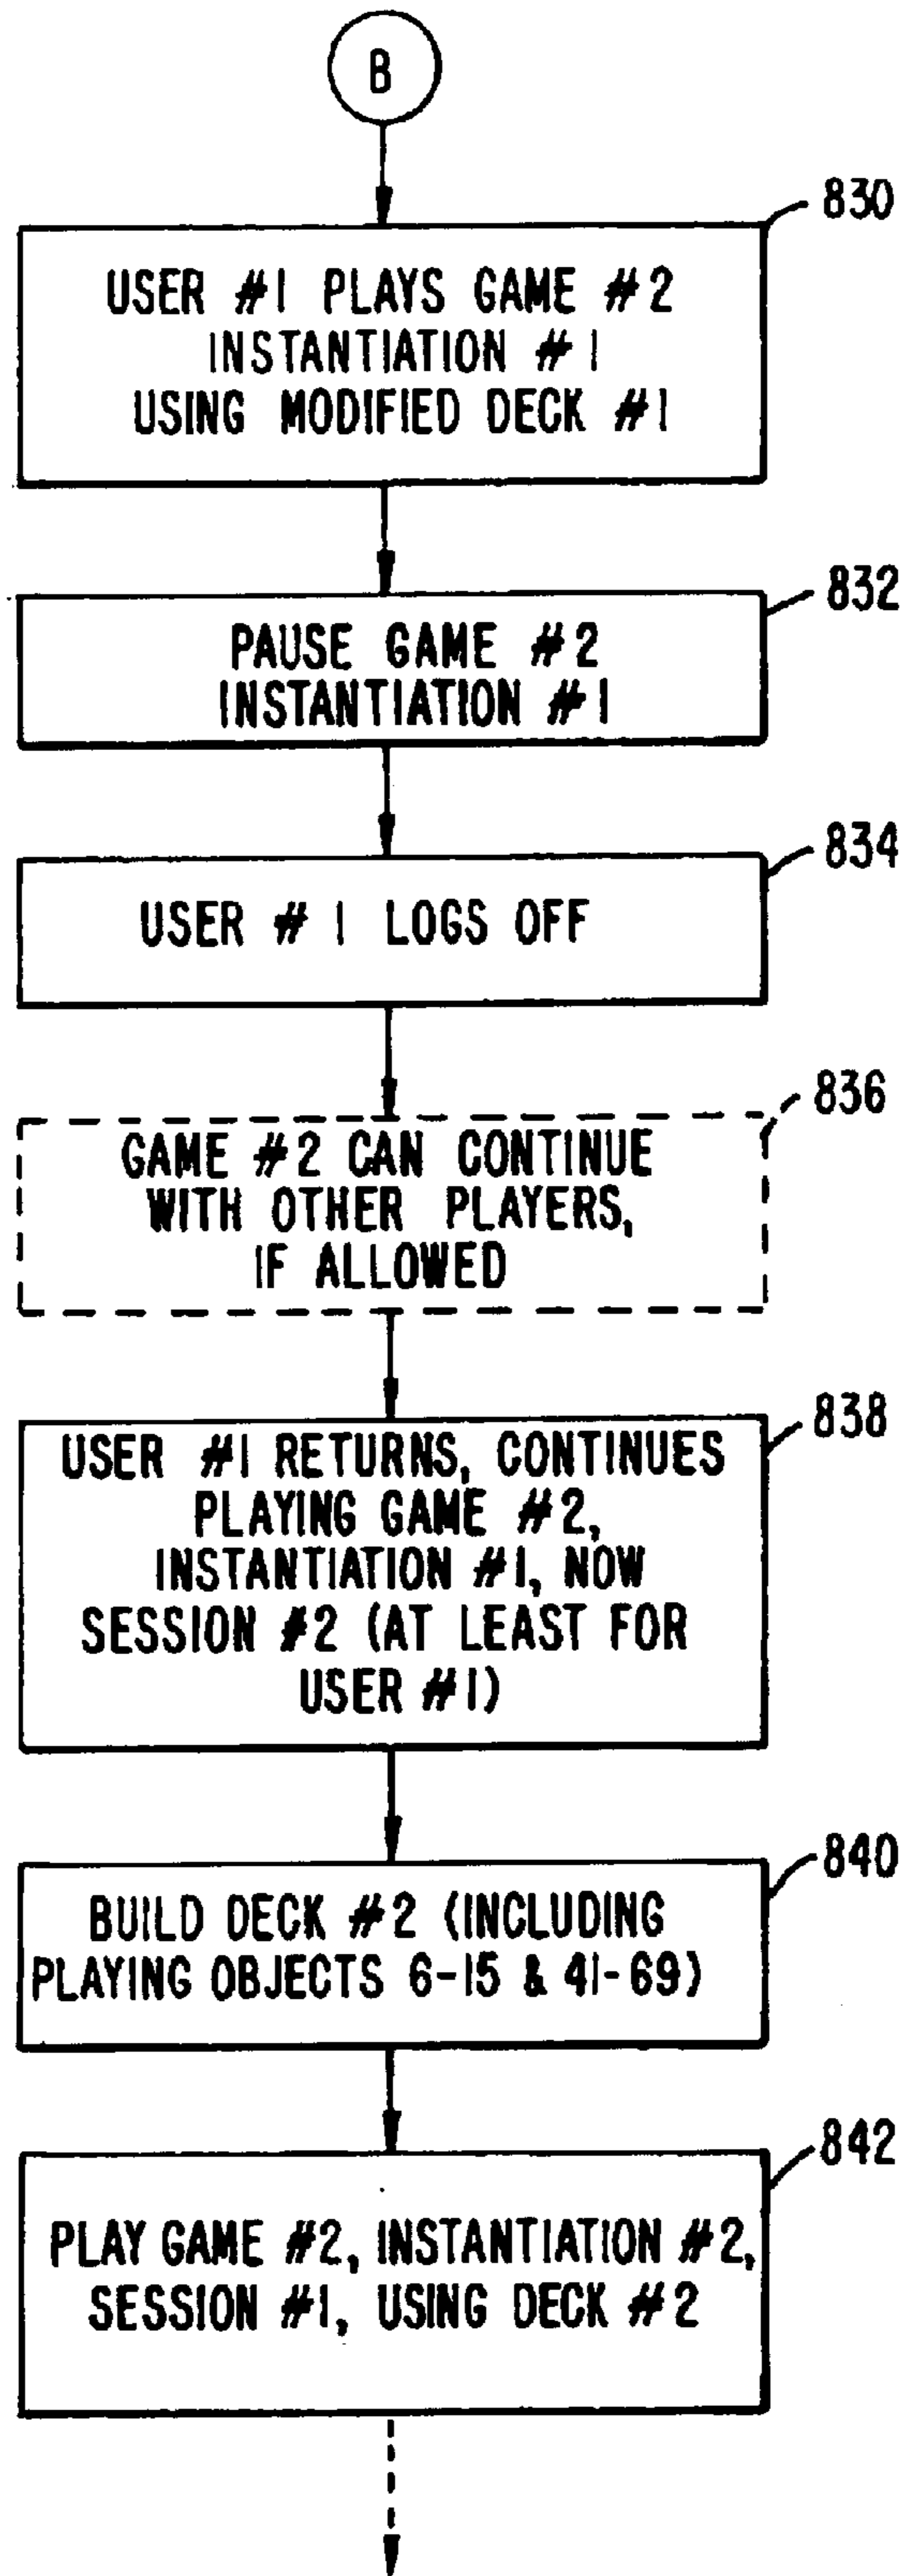 B
830
USER #1 PLAYS GAME #2
INSTANTIATION #1
USING MODIFIED DECK #1
832
PAUSE GAME #2
INSTANTIATION #1
834
USER #1 LOGS OFF
836
GAME #2 CAN CONTINUE
WITH OTHER PLAYERS,
IF ALLOWED
838
USER #1 RETURNS, CONTINUES
PLAYING GAME #2,
INSTANTIATION #1, NOW
SESSION #2 (AT LEAST FOR
USER #1)
840
BUILD DECK #2 (INCLUDING
PLAYING OBJECTS 6-15 & 41-69)
842
PLAY GAME #2, INSTANTIATION #2,
SESSION #1, USING DECK #2